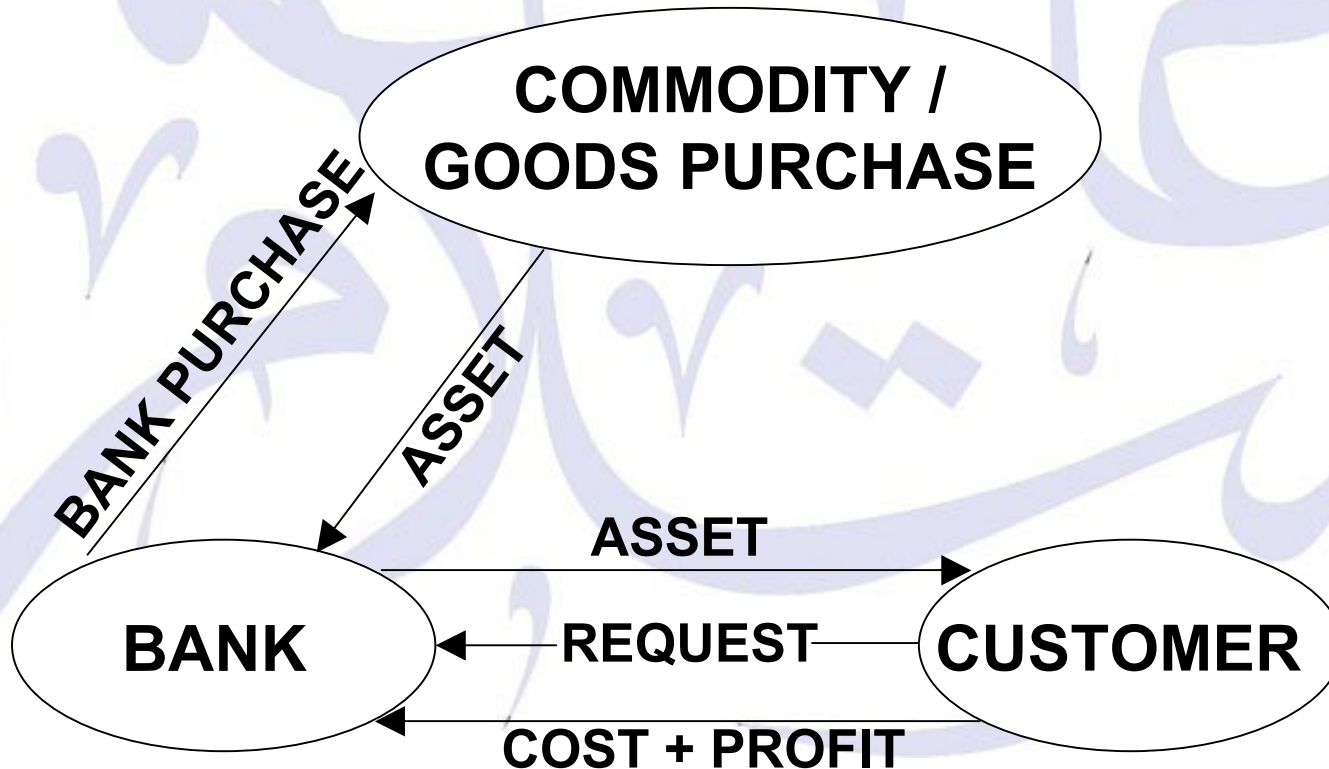 COMMODITY /
GOODS PURCHASE
BANK PURCHASE
ASSET
ASSET
BANK
REQUEST
CUSTOMER
COST + PROFIT